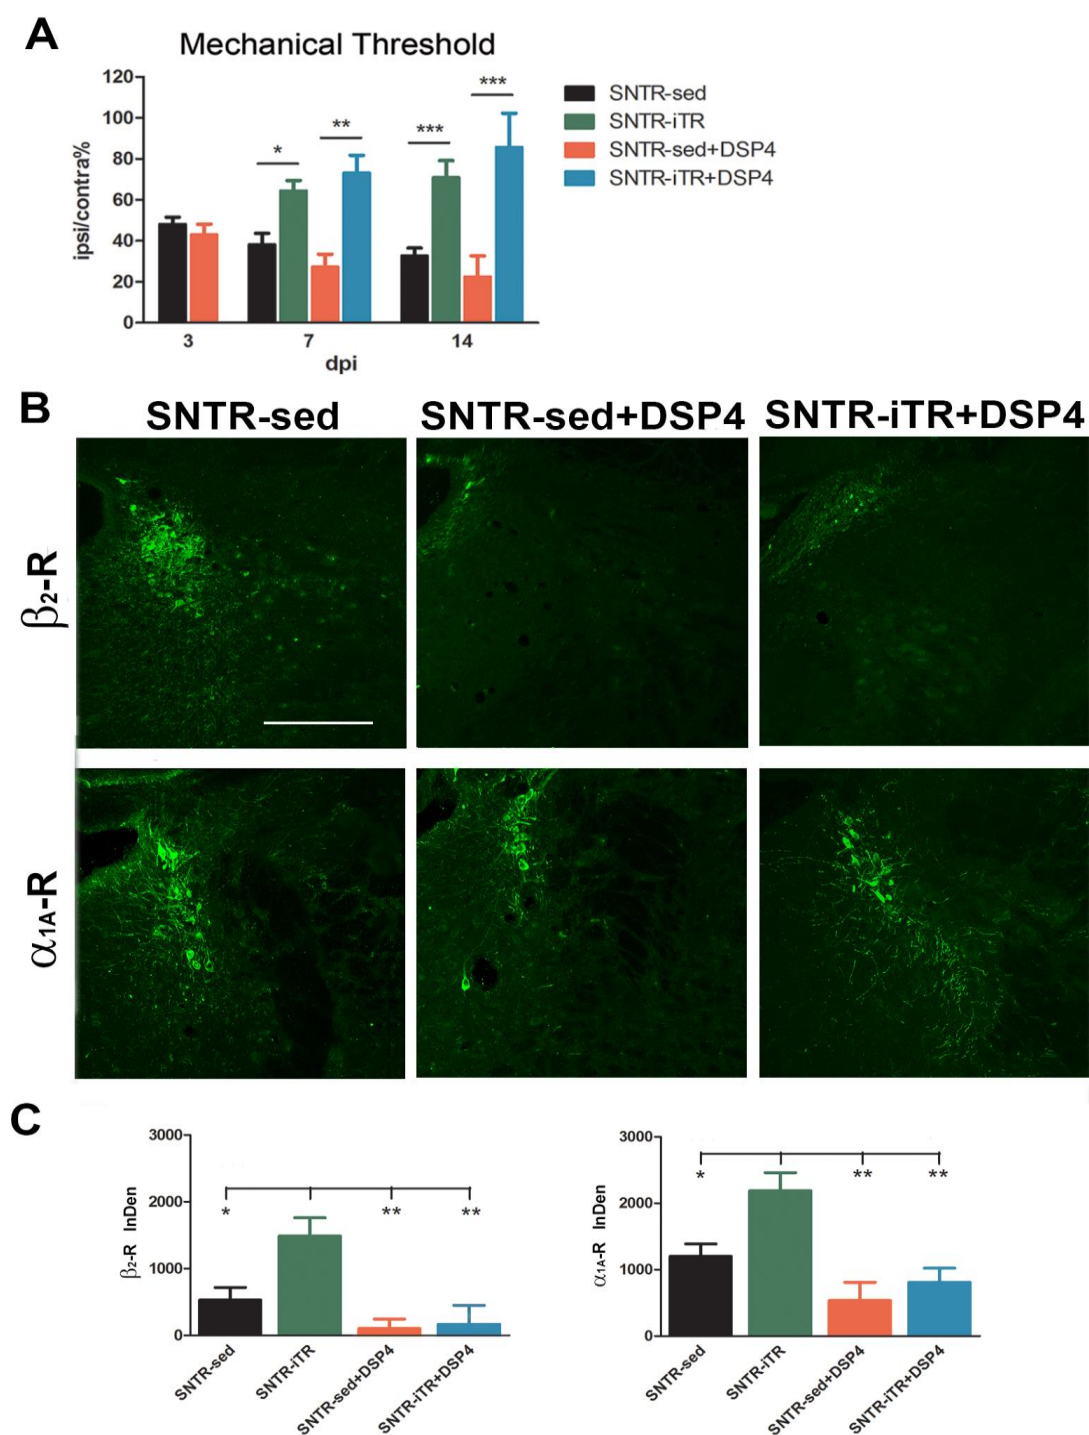 A
Mechanical Threshold
120
100
80
60
40
20
0
ipsi/contra%
*
**
***
***
3
7
14
dpi
SNTR-sed
SNTR-iTR
SNTR-sed+DSP4
SNTR-iTR+DSP4
B
SNTR-sed
SNTR-sed+DSP4
SNTR-iTR+DSP4
β2-R
α1A-R
C
3000
2000
1000
0
β2-R InDen
*
**
**
SNTR-sed
SNTR-iTR
SNTR-sed+DSP4
SNTR-iTR+DSP4
3000
2000
1000
0
α1A-R InDen
*
**
**
SNTR-sed
SNTR-iTR
SNTR-sed+DSP4
SNTR-iTR+DSP4